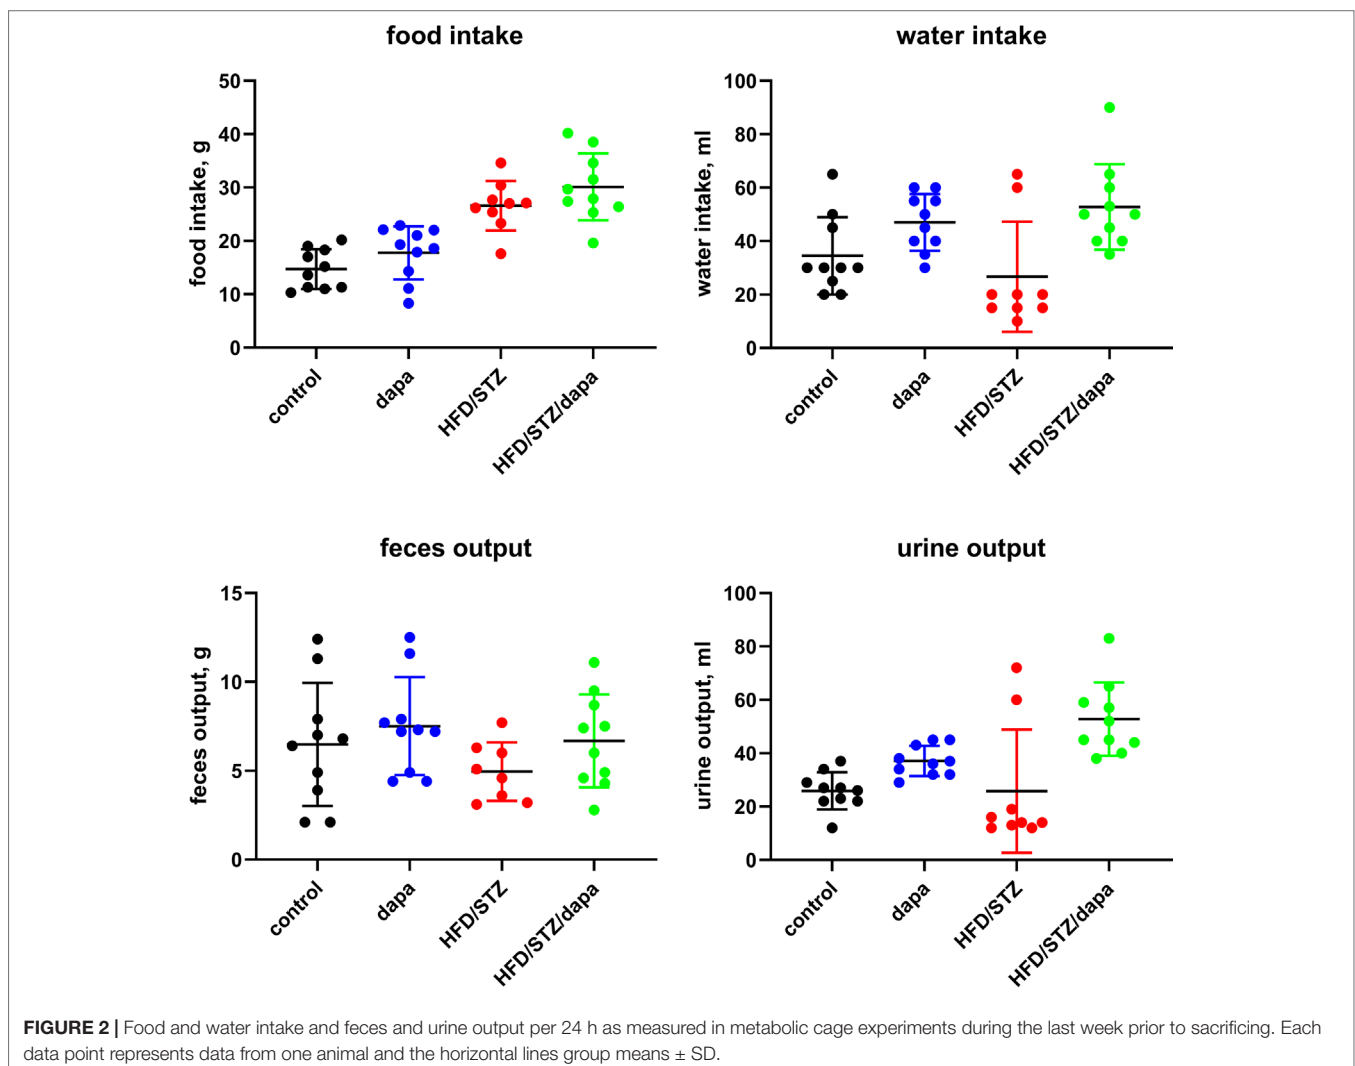 food intake
food intake, g
50
40
30
20
10
0
control
dapa
HFD/STZ
HFD/STZ/dapa
water intake
water intake, ml
100
80
60
40
20
0
control
dapa
HFD/STZ
HFD/STZ/dapa
feces output
feces output, g
15
10
5
0
control
dapa
HFD/STZ
HFD/STZ/dapa
urine output
urine output, ml
100
80
60
40
20
0
control
dapa
HFD/STZ
HFD/STZ/dapa
FIGURE 2 | Food and water intake and feces and urine output per 24 h as measured in metabolic cage experiments during the last week prior to sacrificing. Each
data point represents data from one animal and the horizontal lines group means ± SD.